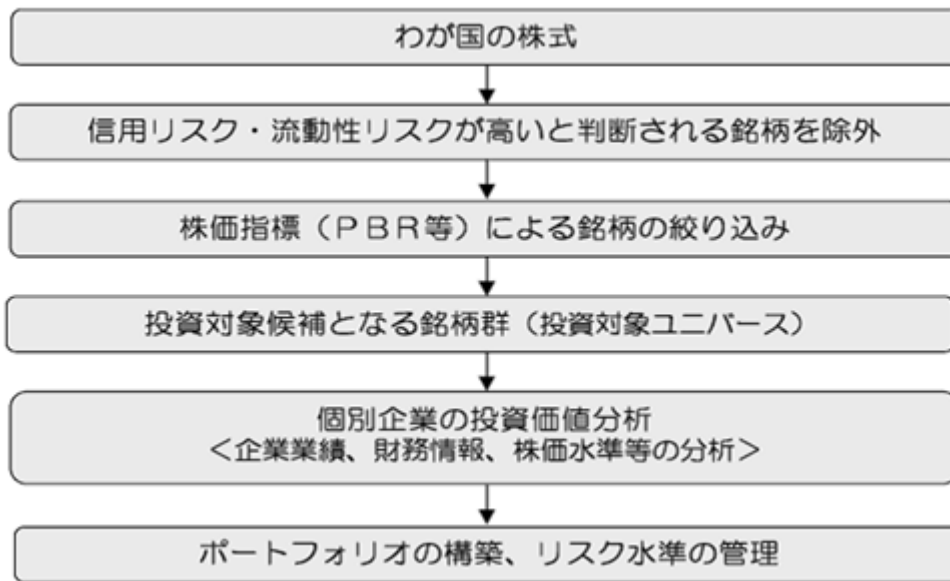 わが国の株式
信用リスク・流動性リスクが高いと判断される銘柄を除外
株価指標（ＰＢＲ等）による銘柄の絞り込み
投資対象候補となる銘柄群（投資対象ユニバース）
個別企業の投資価値分析
＜企業業績、財務情報、株価水準等の分析＞
ポートフォリオの構築、リスク水準の管理